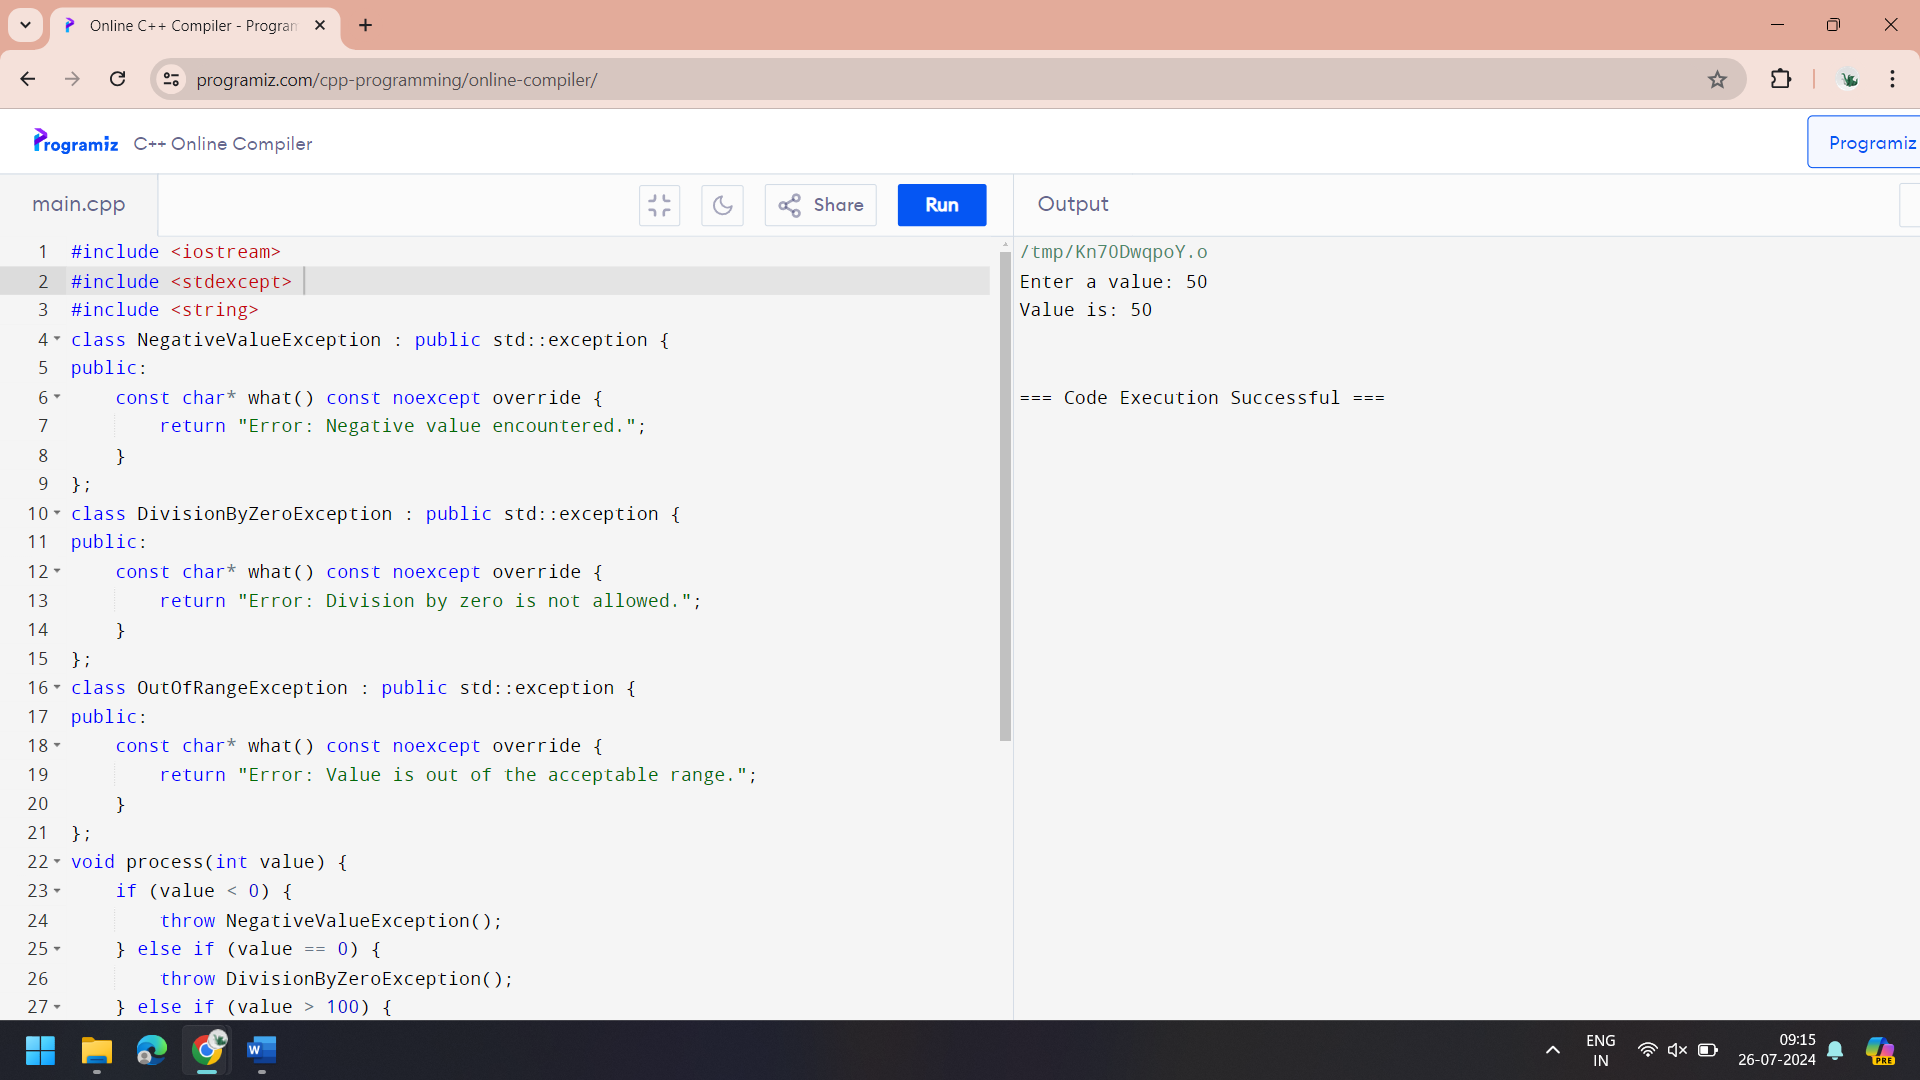 Online C++ Compiler - Program
programiz.com/cpp-programming/online-compiler/
Programiz C++ Online Compiler
Programiz
main.cpp
Share
Run
Output
1 #include <iostream>
2 #include <stdexcept>
3 #include <string>
4 class NegativeValueException : public std::exception {
5 public:
6     const char* what() const noexcept override {
7         return "Error: Negative value encountered.";
8     }
9 };
10 class DivisionByZeroException : public std::exception {
11 public:
12     const char* what() const noexcept override {
13         return "Error: Division by zero is not allowed.";
14     }
15 };
16 class OutOfRangeException : public std::exception {
17 public:
18     const char* what() const noexcept override {
19         return "Error: Value is out of the acceptable range.";
20     }
21 };
22 void process(int value) {
23     if (value < 0) {
24         throw NegativeValueException();
25     } else if (value == 0) {
26         throw DivisionByZeroException();
27     } else if (value > 100) {
/tmp/Kn7ODwqpoY.o
Enter a value: 50
Value is: 50
=== Code Execution Successful ===
ENG
IN
09:15
26-07-2024
PRE